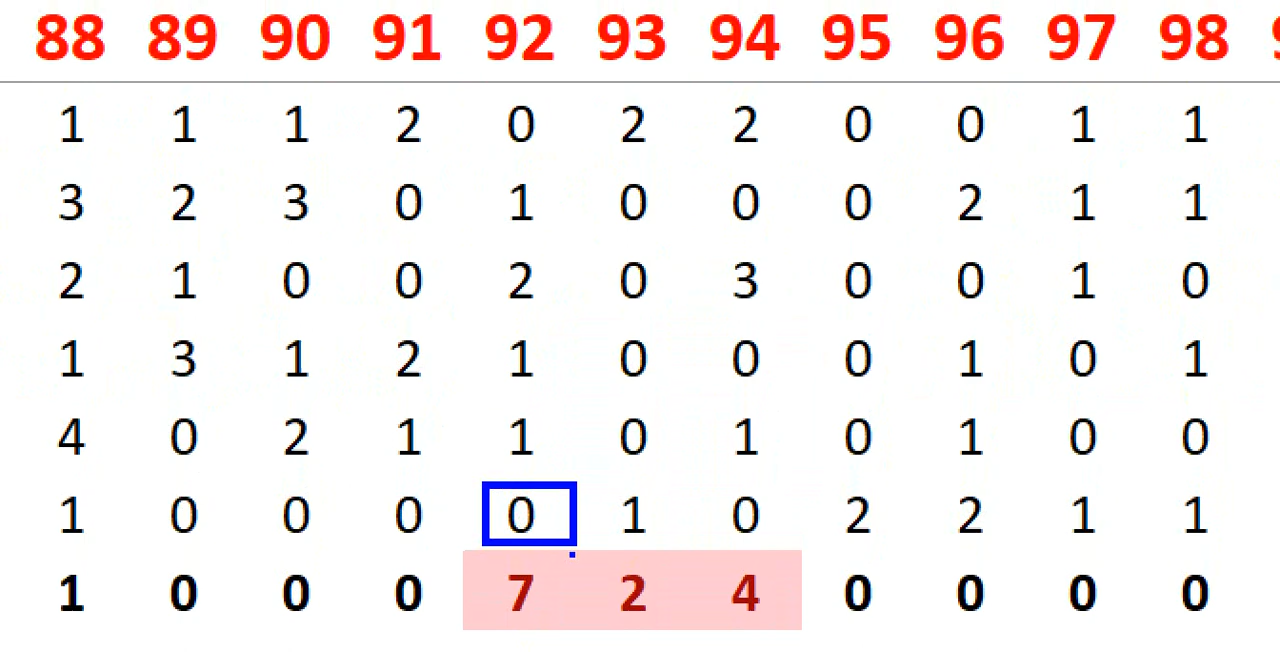 88 89 90 91 92 93 94 95 96 97 98
1 1 1 2 0 2 2 0 0 1 1
3 2 3 0 1 0 0 0 2 1 1
2 1 0 0 2 0 3 0 0 1 0
1 3 1 2 1 0 0 0 1 0 1
4 0 2 1 1 0 1 0 1 0 0
1 0 0 0 0 1 0 2 2 1 1
1 0 0 0 7 2 4 0 0 0 0